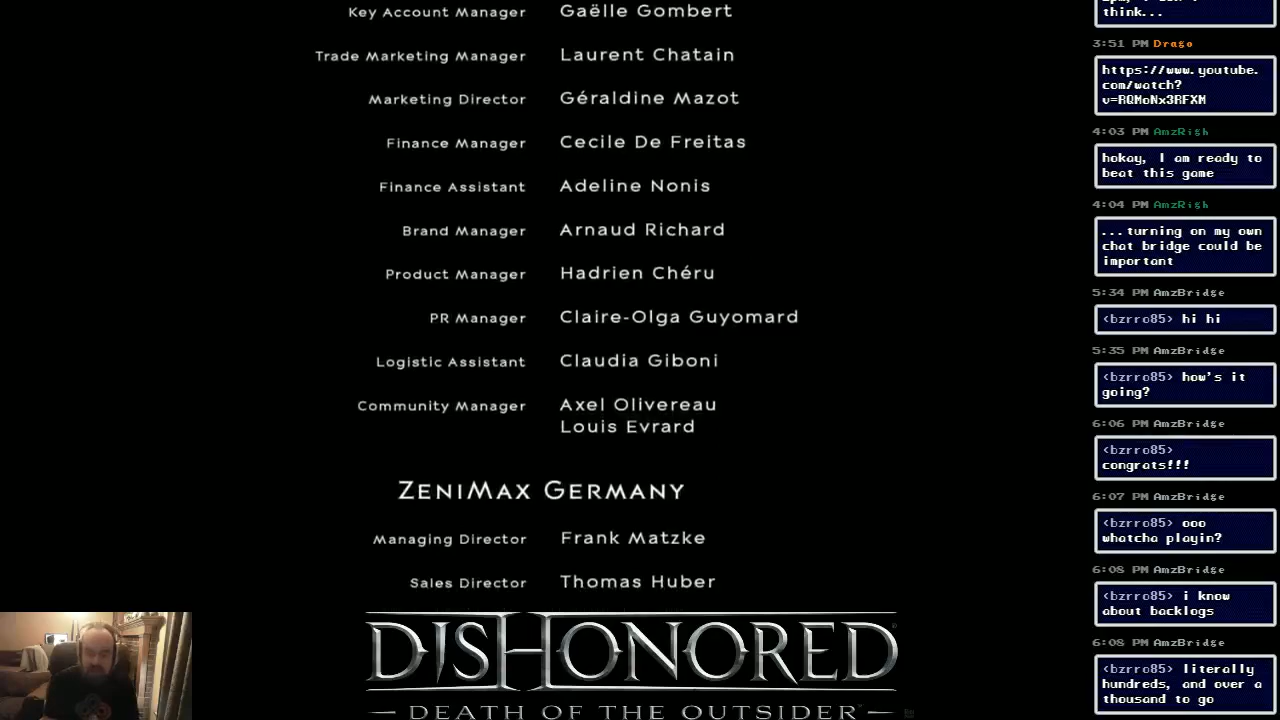 Key Account Manager Gaëlle Gombert
Trade Marketing Manager Laurent Chatain
Marketing Director Géraldine Mazot
Finance Manager Cecile De Freitas
Finance Assistant Adeline Nonis
Brand Manager Arnaud Richard
Product Manager Hadrien Chéru
PR Manager Claire-Olga Guyomard
Logistic Assistant Claudia Giboni
Community Manager Axel Olivereau
Louis Evrard
ZENIMAX GERMANY
Managing Director Frank Matzke
Sales Director Thomas Huber
DISHONORED
DEATH OF THE OUTSIDER
think...
3:51 PM Drago
https://www.youtube.
com/watch?
v=RQMoNx3RFXM
4:03 PM AmzRigh
hokay, I am ready to
beat this game
4:04 PM AmzRigh
...turning on my own
chat bridge could be
important
5:34 PM AmzBridge
<bzrro85> hi hi
5:35 PM AmzBridge
<bzrro85> how's it
going?
6:06 PM AmzBridge
<bzrro85>
congrats!!!
6:07 PM AmzBridge
<bzrro85> ooo
whatcha playin?
6:08 PM AmzBridge
<bzrro85> i know
about backlogs
6:08 PM AmzBridge
<bzrro85> literally
hundreds, and over a
thousand to go